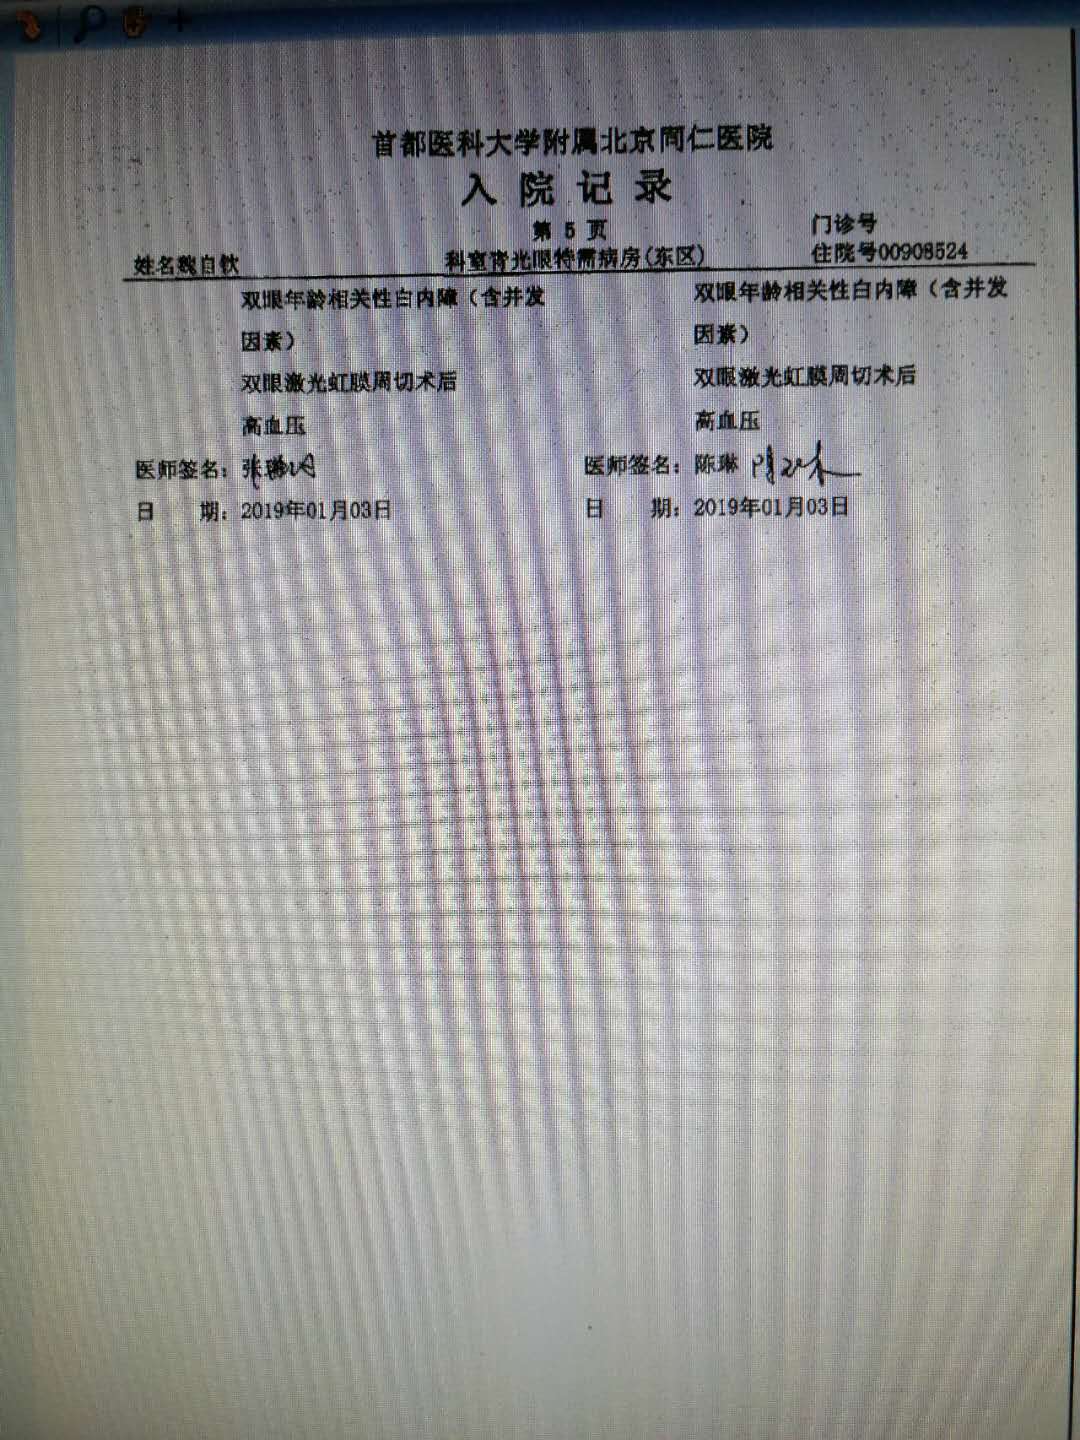 首都医科大学附属北京同仁医院
入院记录
第 5 页
门诊号
姓名魏自钦 科室青光眼特需病房(东区) 住院号00908524
双眼年龄相关性白内障（含并发 双眼年龄相关性白内障（含并发
因素） 因素）
双眼激光虹膜周切术后 双眼激光虹膜周切术后
高血压 高血压
医师签名： 医师签名：陈琳
日 期：2019年01月03日 日 期：2019年01月03日